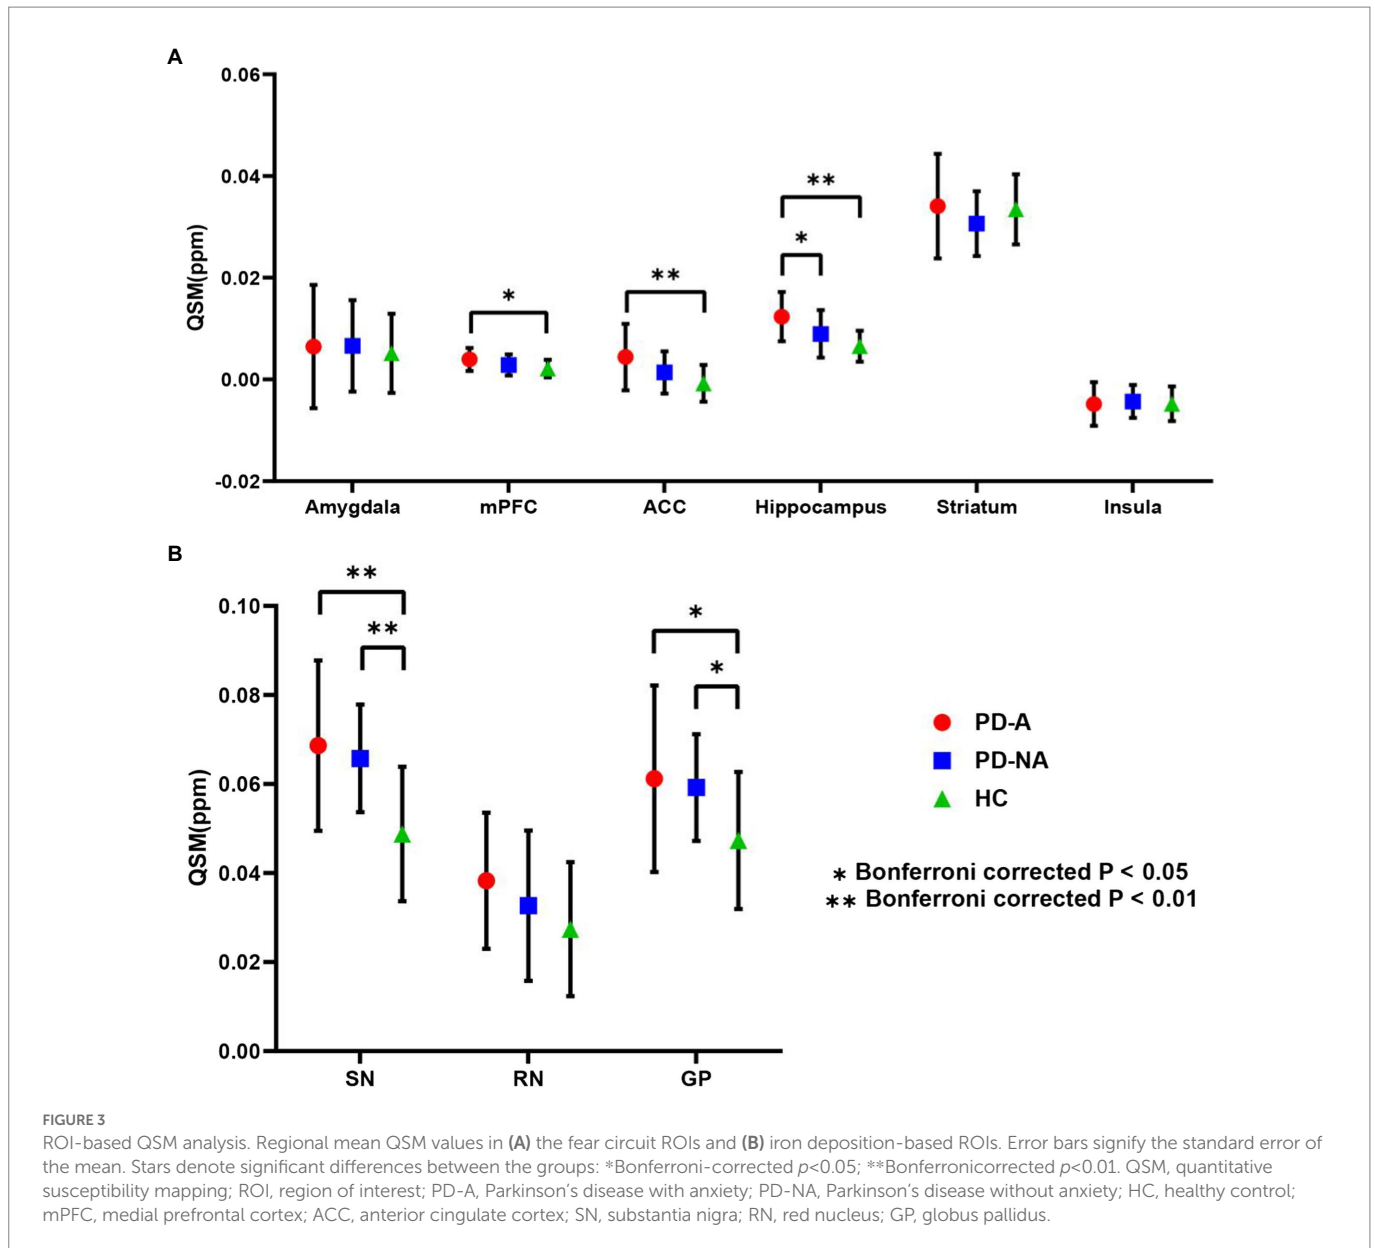 A
0.06
0.04
0.02
0.00
-0.02
QSM(ppm)
*
**
*
**
Amygdala mPFC ACC Hippocampus Striatum Insula
B
0.10
0.08
0.06
0.04
0.02
0.00
QSM(ppm)
**
**
*
*
SN RN GP
PD-A
PD-NA
HC
* Bonferroni corrected P < 0.05
** Bonferroni corrected P < 0.01
FIGURE 3
ROI-based QSM analysis. Regional mean QSM values in (A) the fear circuit ROIs and (B) iron deposition-based ROIs. Error bars signify the standard error of
the mean. Stars denote significant differences between the groups: *Bonferroni-corrected p<0.05; **Bonferronicorrected p<0.01. QSM, quantitative
susceptibility mapping; ROI, region of interest; PD-A, Parkinson's disease with anxiety; PD-NA, Parkinson's disease without anxiety; HC, healthy control;
mPFC, medial prefrontal cortex; ACC, anterior cingulate cortex; SN, substantia nigra; RN, red nucleus; GP, globus pallidus.